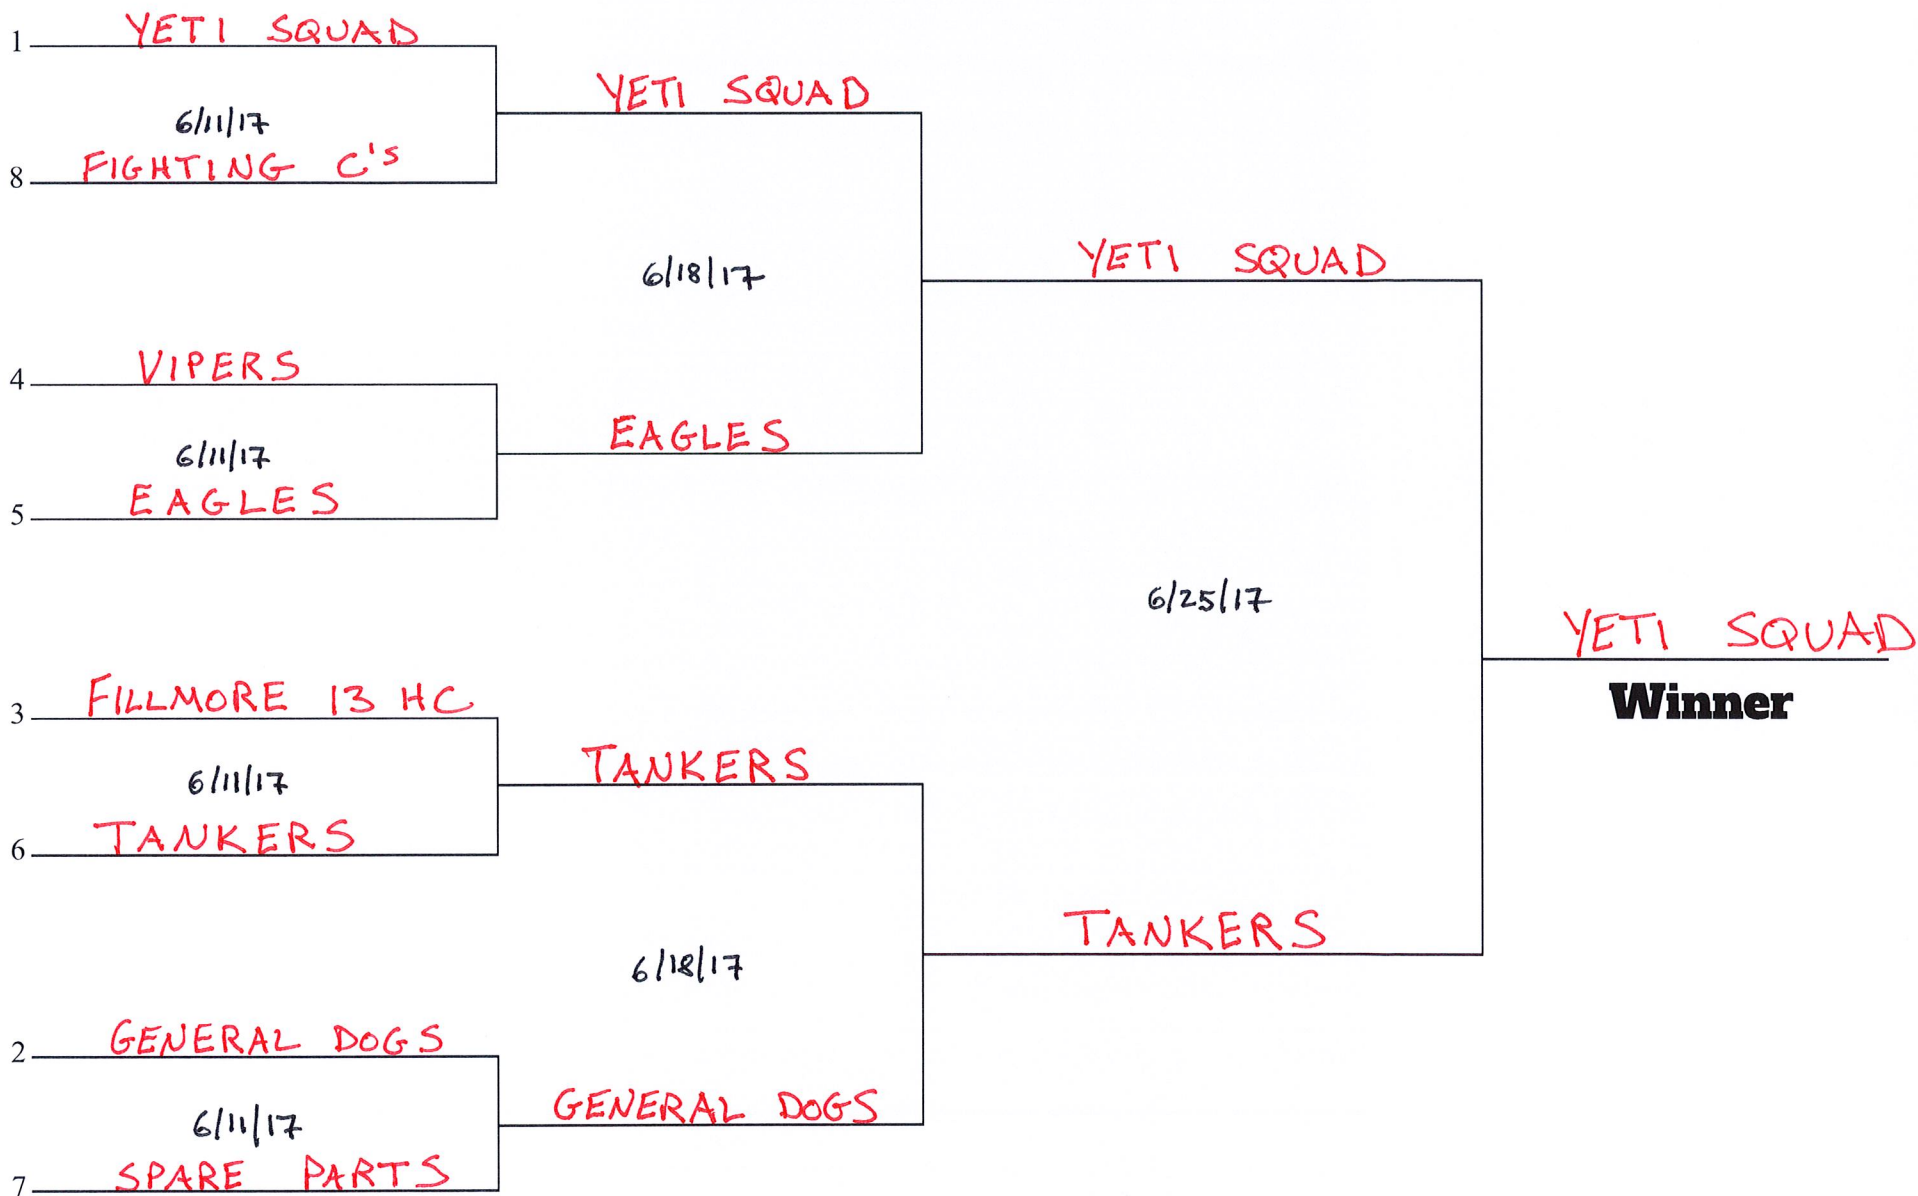 1 YETI SQUAD
6/11/17
8 FIGHTING C's
YETI SQUAD
6/18/17
4 VIPERS
6/11/17
5 EAGLES
EAGLES
YETI SQUAD
6/25/17
3 FILLMORE 13 HC
6/11/17
6 TANKERS
TANKERS
6/18/17
2 GENERAL DOGS
6/11/17
7 SPARE PARTS
GENERAL DOGS
TANKERS
YETI SQUAD
Winner